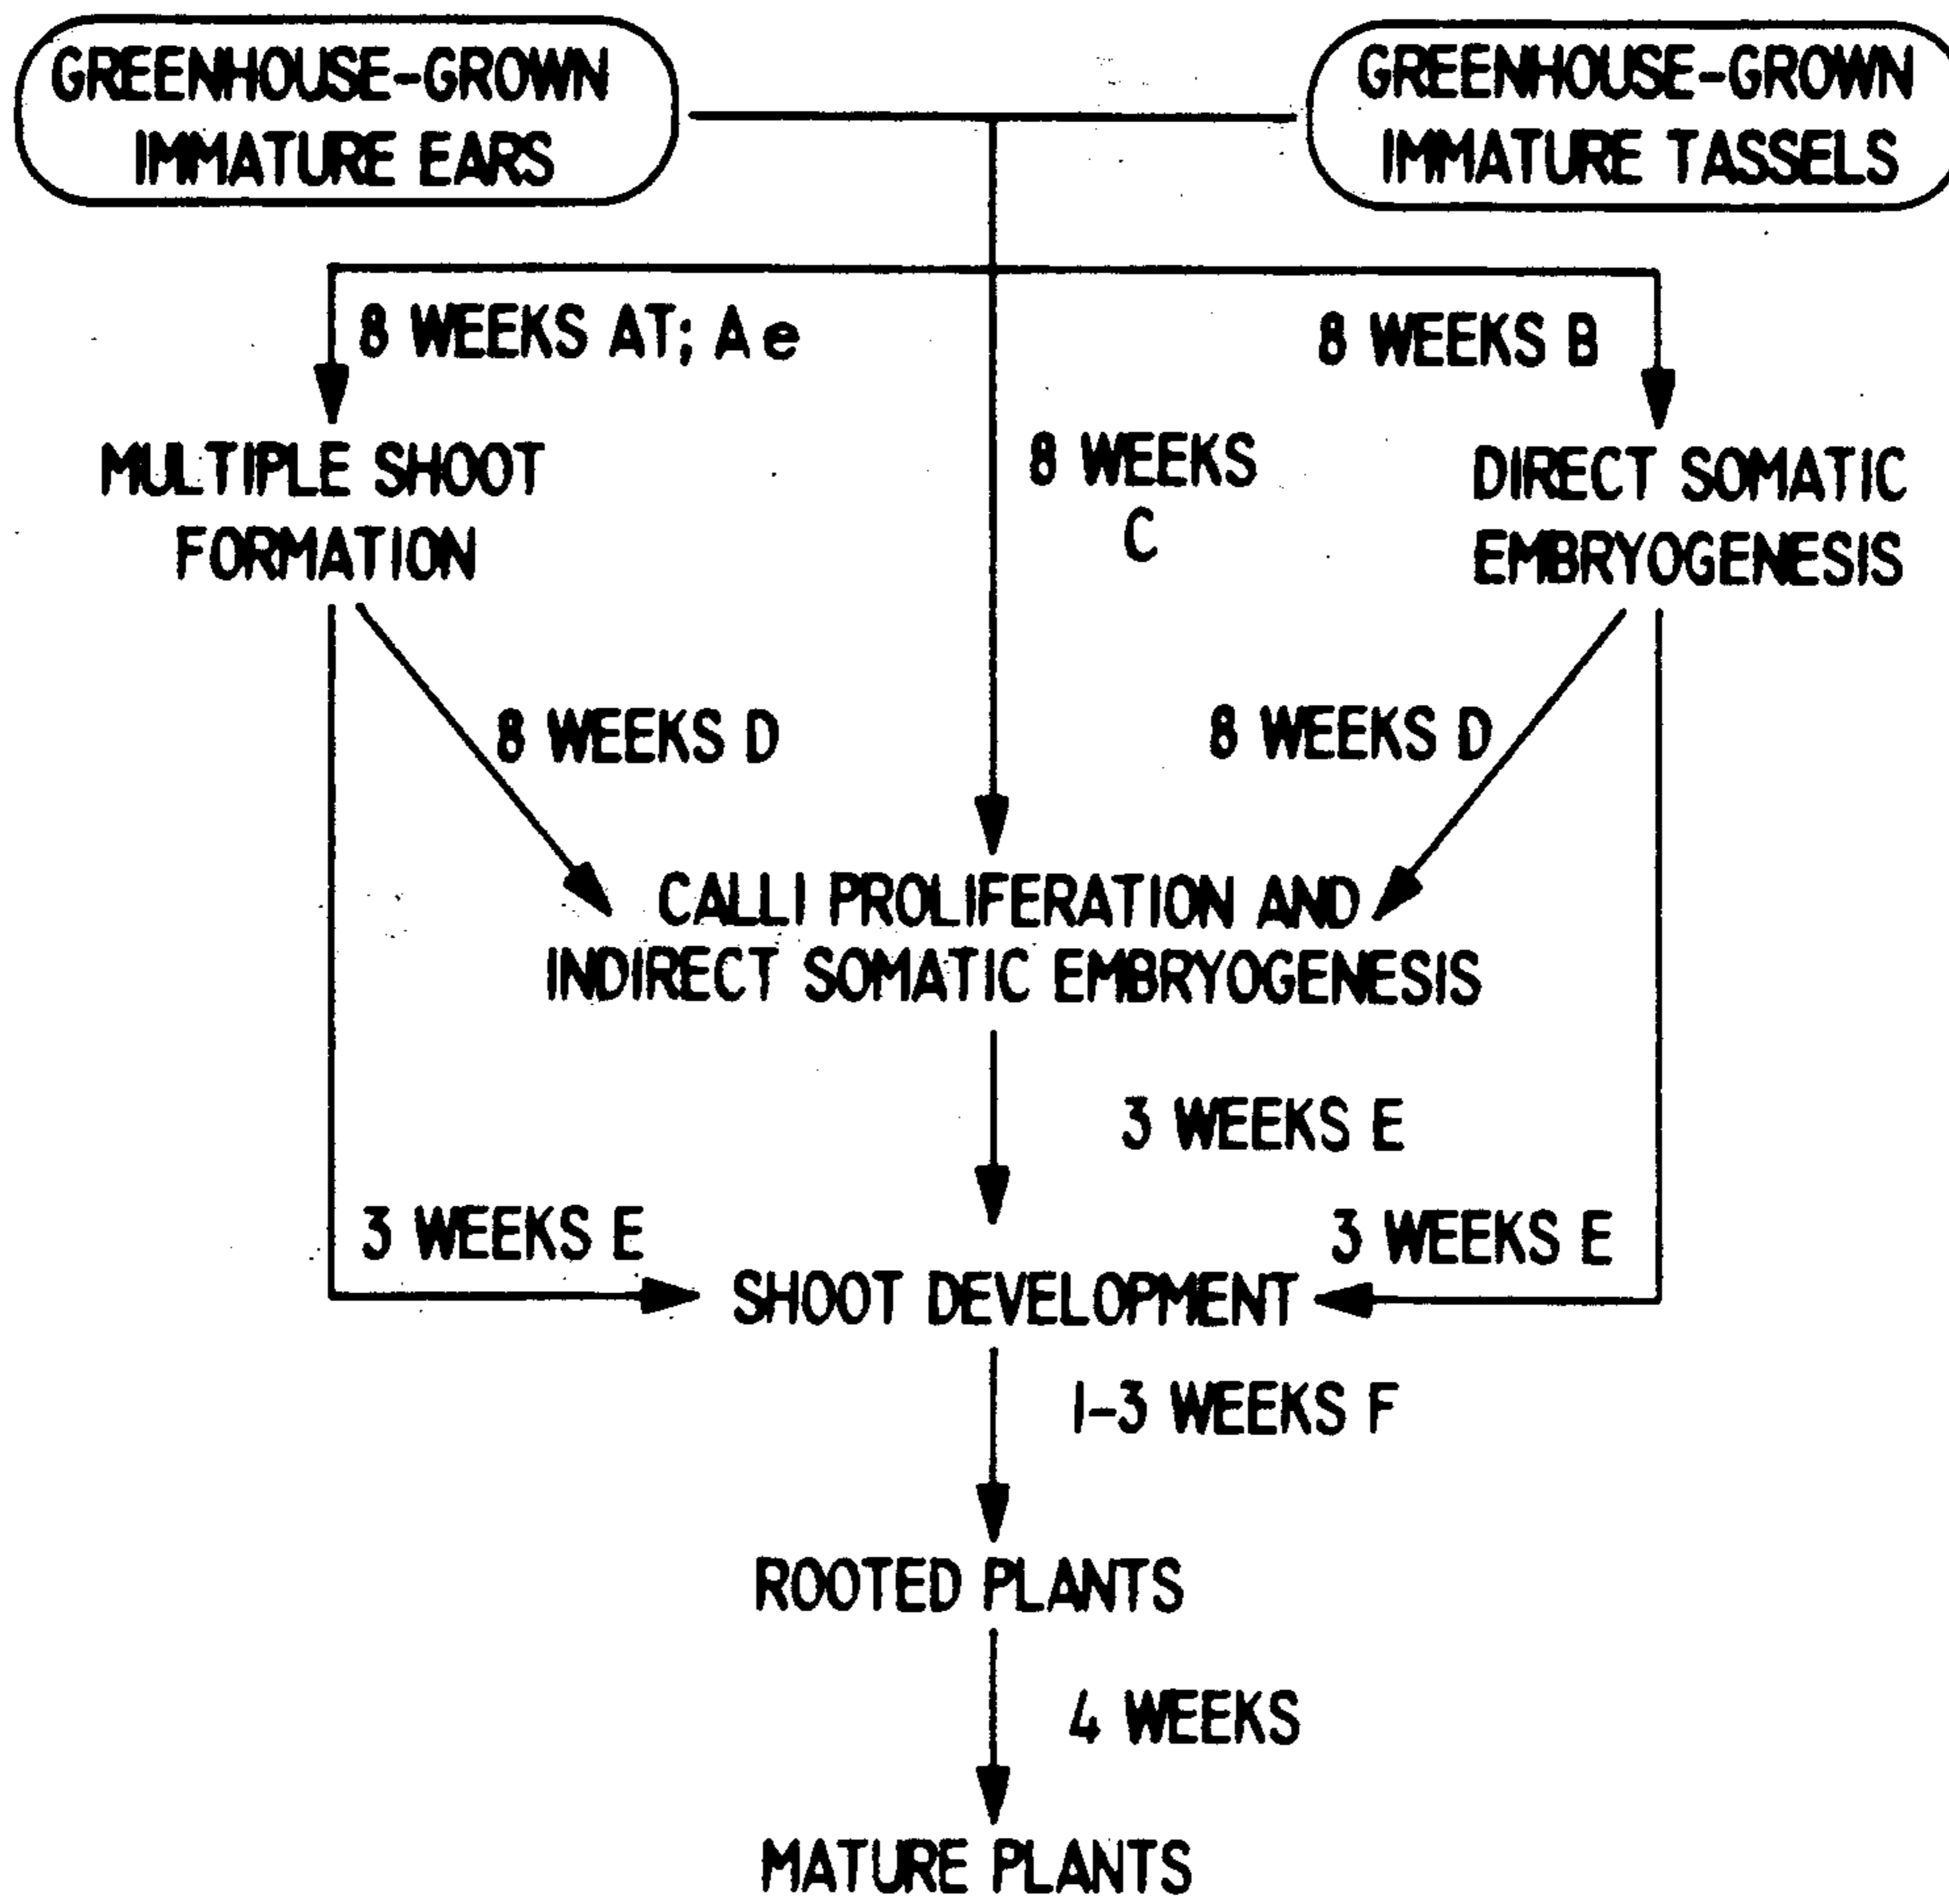 GREENHOUSE-GROWN
IMMATURE EARS
GREENHOUSE-GROWN
IMMATURE TASSELS
8 WEEKS AT; Ae
8 WEEKS B
MULTIPLE SHOOT
FORMATION
8 WEEKS
C
DIRECT SOMATIC
EMBRYOGENESIS
8 WEEKS D
8 WEEKS D
CALLI PROLIFERATION AND
INDIRECT SOMATIC EMBRYOGENESIS
3 WEEKS E
3 WEEKS E
3 WEEKS E
SHOOT DEVELOPMENT
1-3 WEEKS F
ROOTED PLANTS
4 WEEKS
MATURE PLANTS